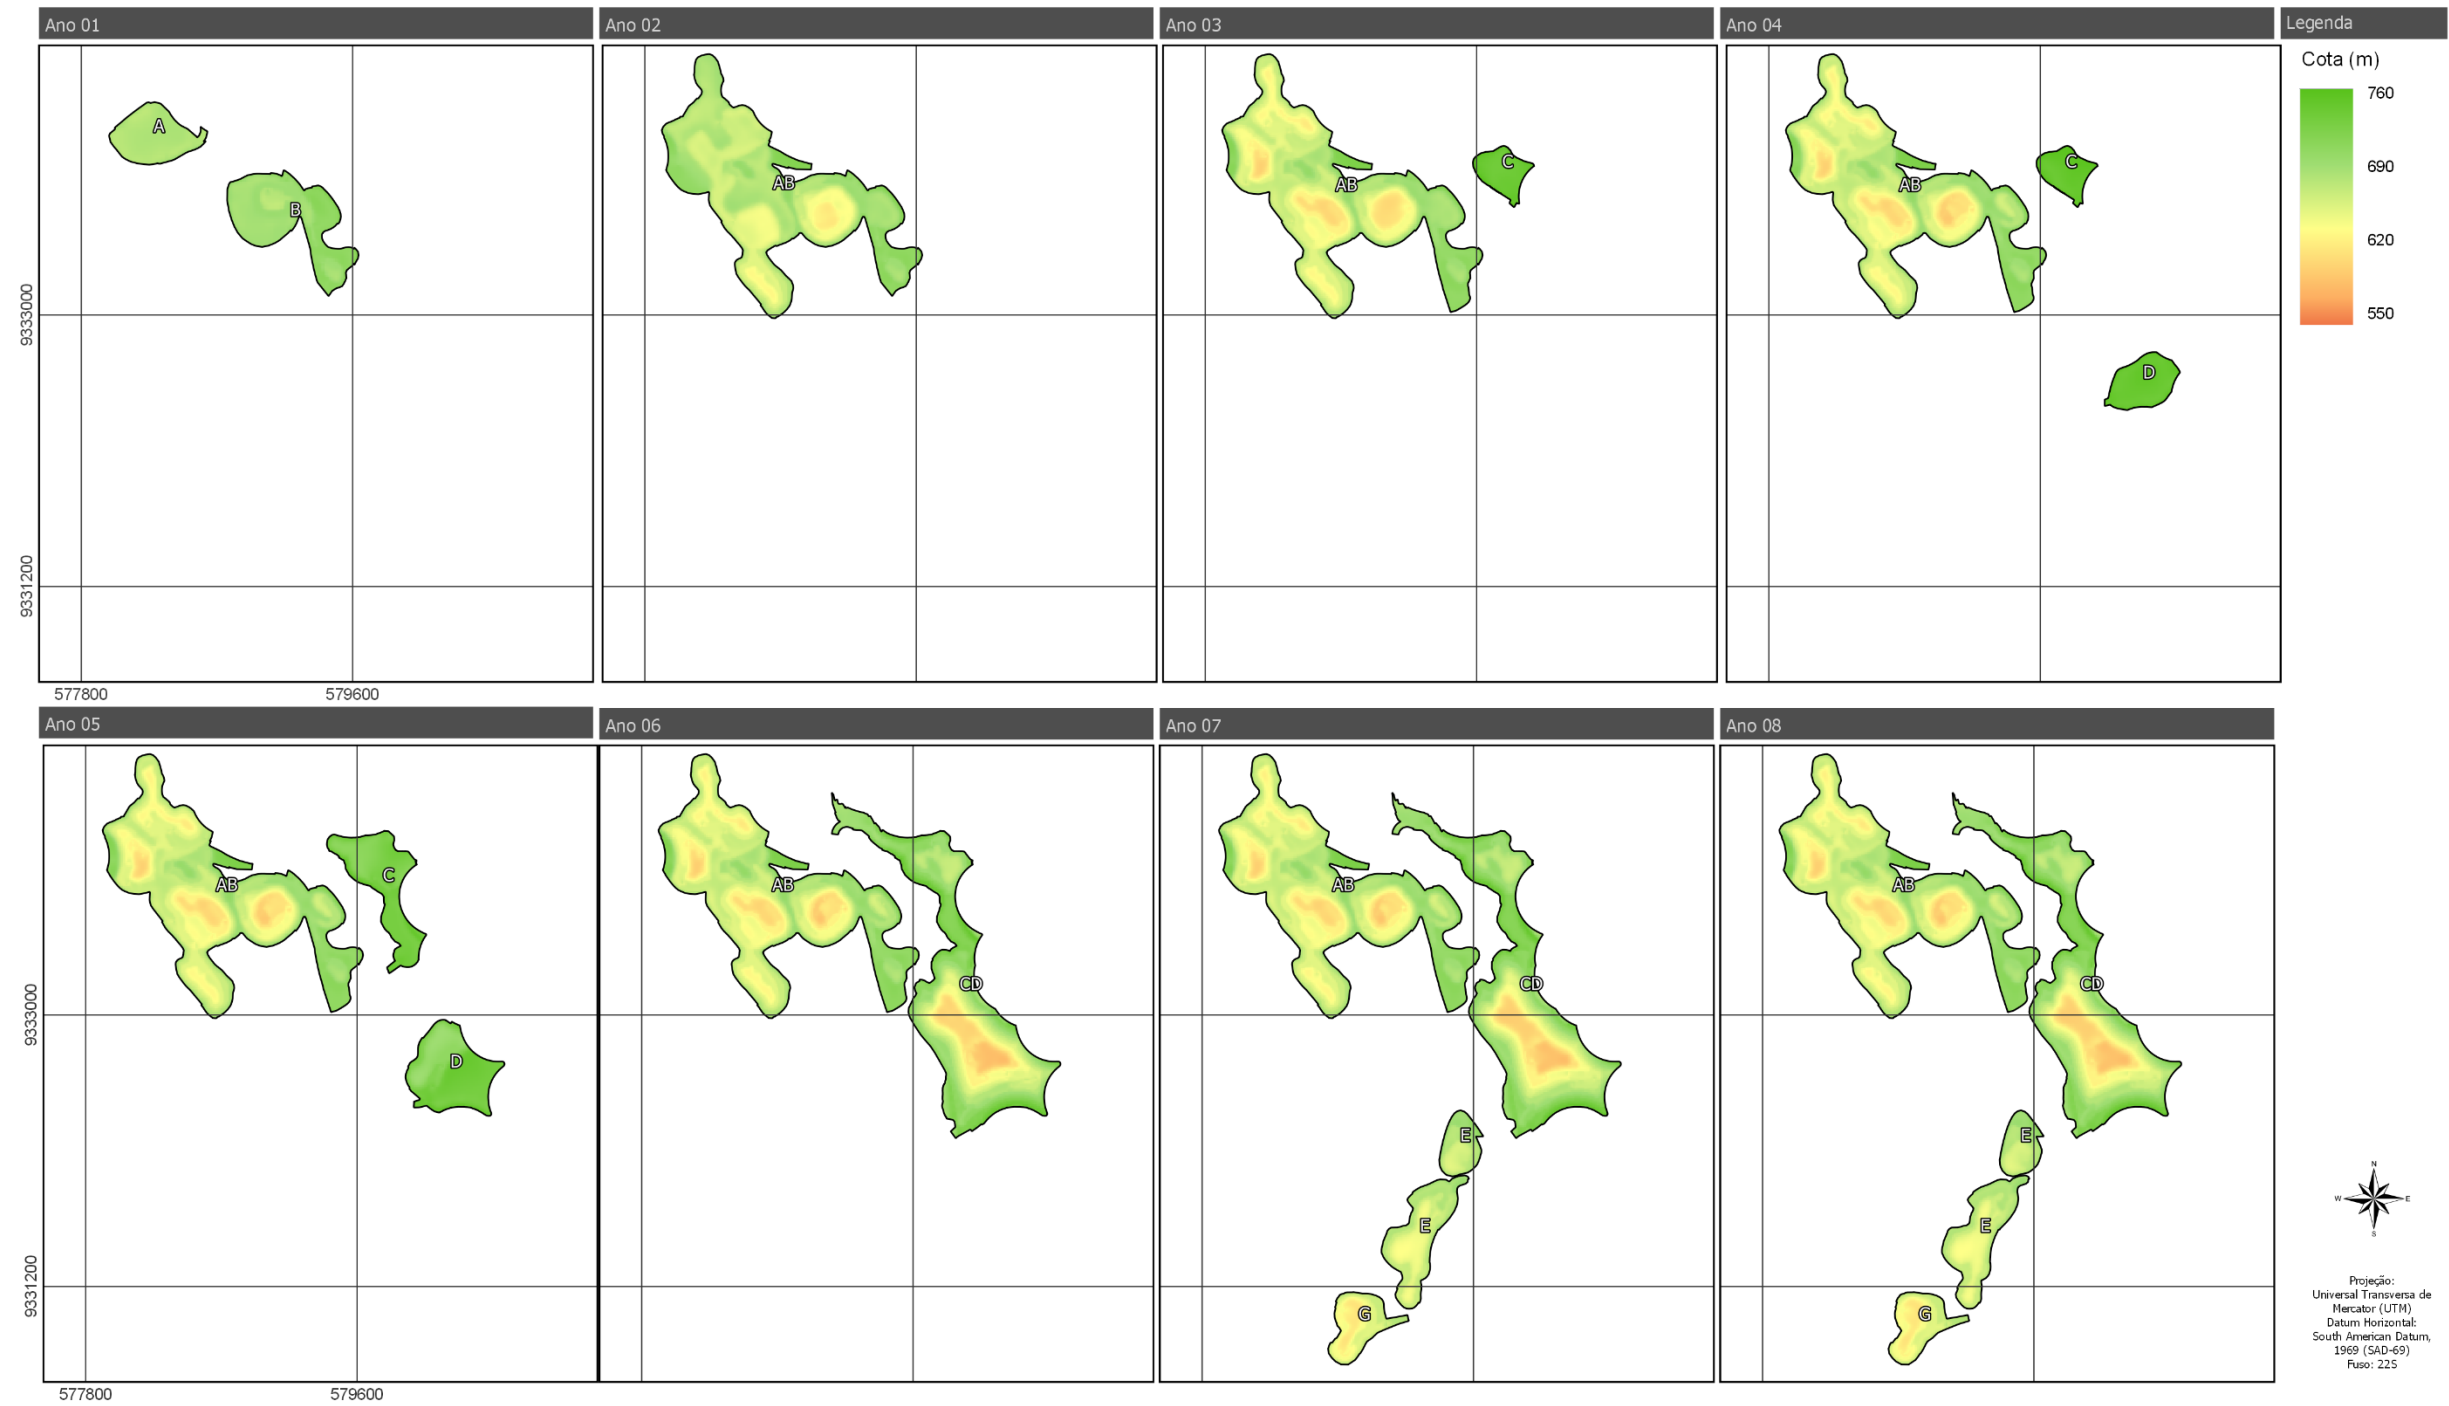 Ano 01
Ano 02
Ano 03
Ano 04
Legenda
Cota (m)
760
690
620
550
A
B
AB
AB
C
AB
C
D
9333000
9331200
577800
579600
Ano 05
Ano 06
Ano 07
Ano 08
AB
C
D
AB
CD
AB
CD
E
E
G
AB
CD
E
E
G
9333000
9331200
577800
579600
N
W
E
S
Projeção:
Universal Transversa de
Mercator (UTM)
Datum Horizontal:
South American Datum,
1969 (SAD-69)
Fuso: 22S